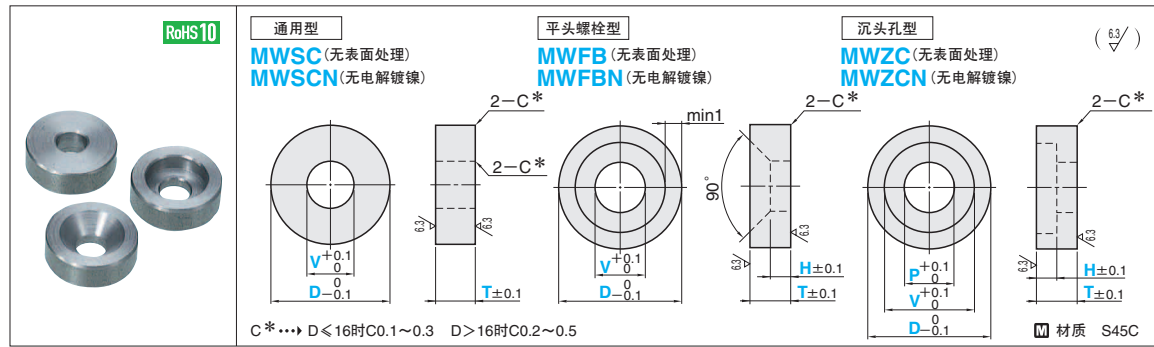 RoHS10
通用型
MWSC(无表面处理)
MWSCN(无电解镀镍)
2-C*
2-C*
6.3 6.3
V+0.1 0
D 0 -0.1
T±0.1
平头螺栓型
MWFB(无表面处理)
MWFBN(无电解镀镍)
min1
2-C*
90°
6.3 6.3
V+0.1 0
D 0 -0.1
H±0.1
T±0.1
沉头孔型
MWZC(无表面处理)
MWZCN(无电解镀镍)
(6.3)
2-C*
6.3 6.3
P+0.1 0
V+0.1 0
D 0 -0.1
H±0.1
T±0.1
C*····▸ D≤16时C0.1~0.3 D>16时C0.2~0.5
M 材质 S45C